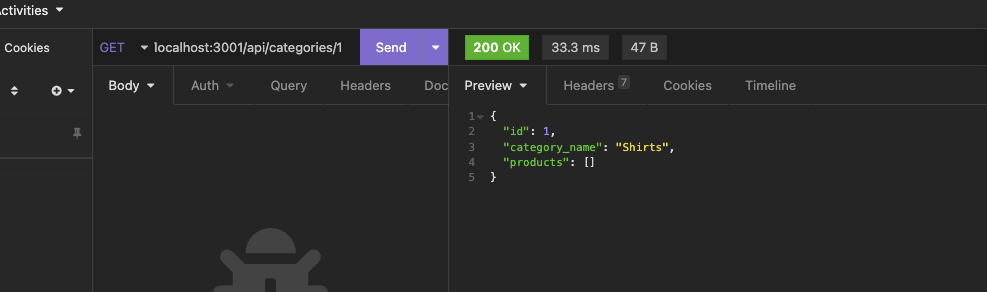 ctivities
Cookies
GET localhost:3001/api/categories/1 Send
200 OK 33.3 ms 47 B
Body Auth Query Headers Doc
Preview Headers 7 Cookies Timeline
1 {
2 "id": 1,
3 "category_name": "Shirts",
4 "products": []
5 }